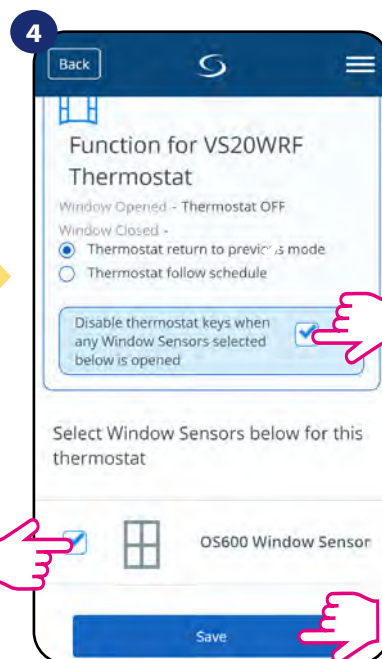 4
Back
Function for VS20WRF
Thermostat
Window Opened - Thermostat OFF
Window Closed -
Thermostat return to previous mode
Thermostat follow schedule
Disable thermostat keys when
any Window Sensors selected
below is opened
Select Window Sensors below for this
thermostat
OS600 Window Sensor
Save